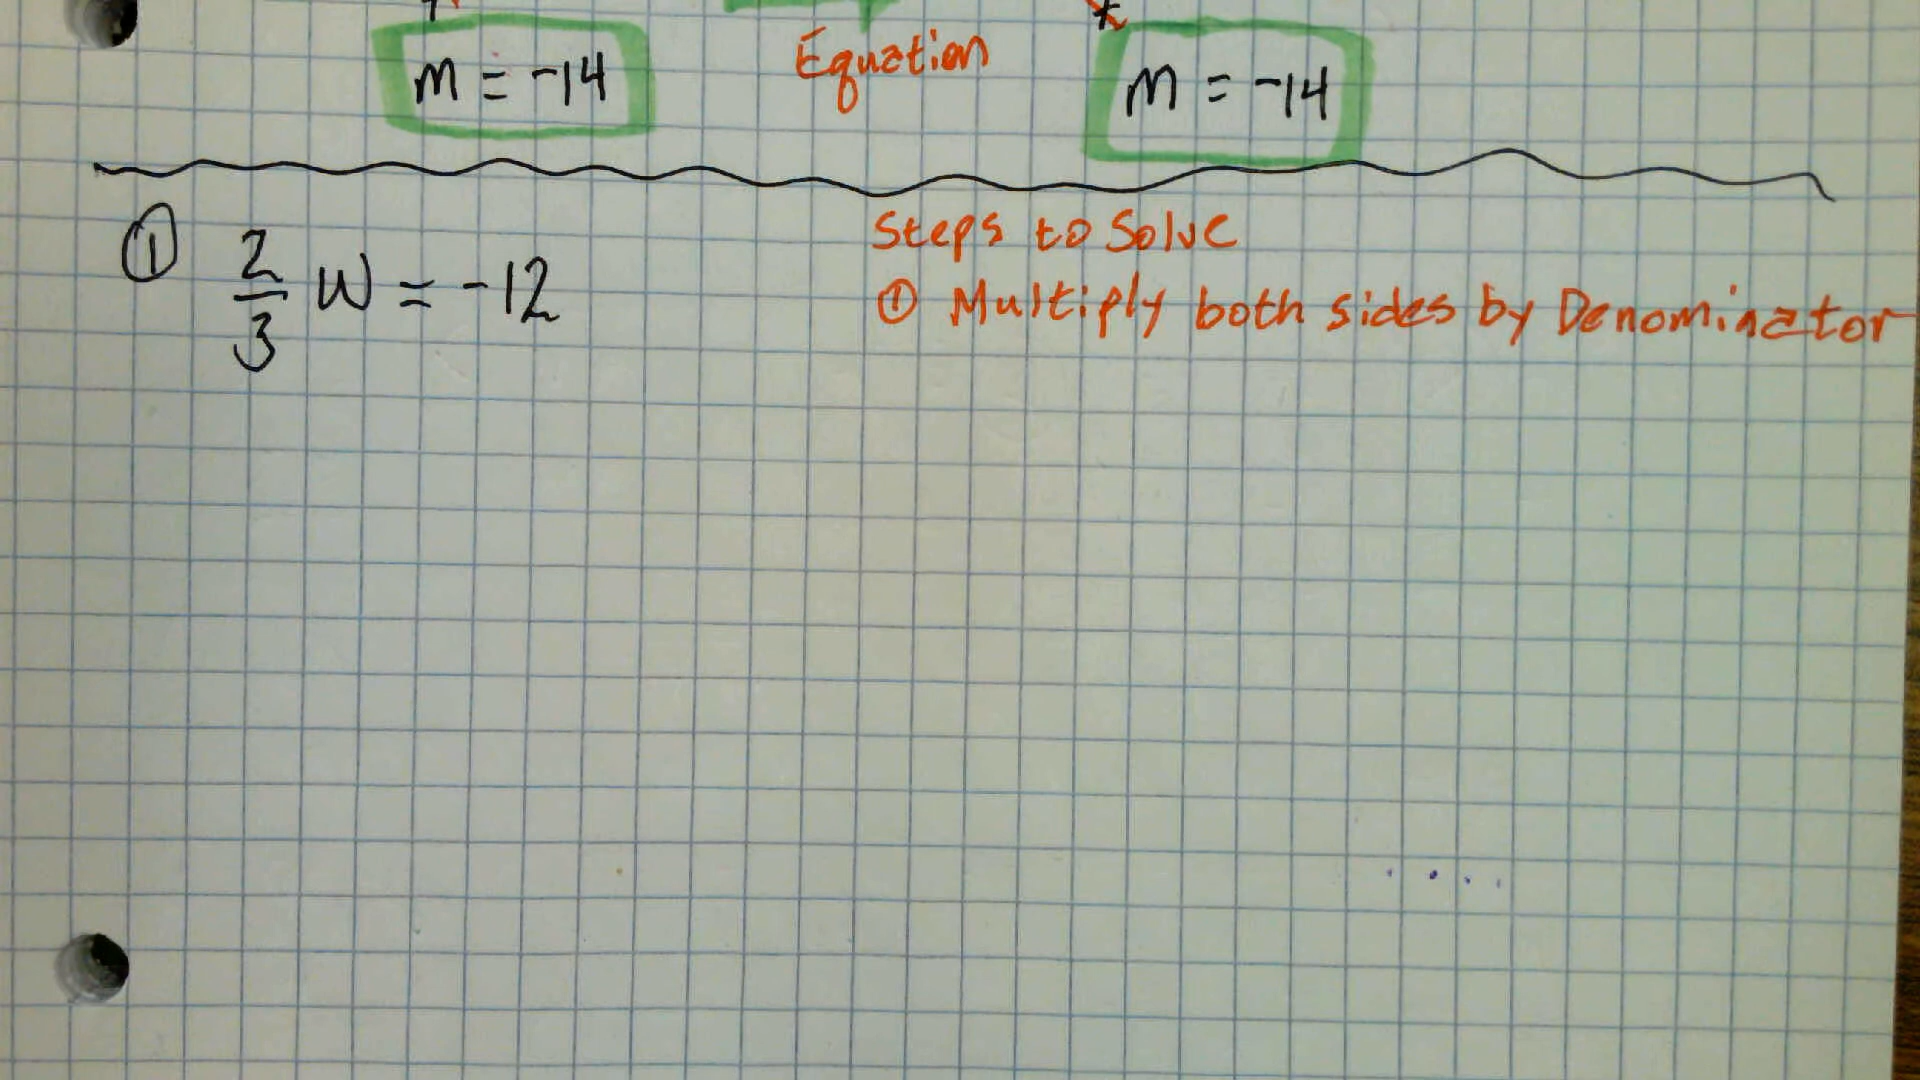 m = -14
Equation
m = -14
① 2/3 W = -12
Steps to Solve
① Multiply both sides by Denominator